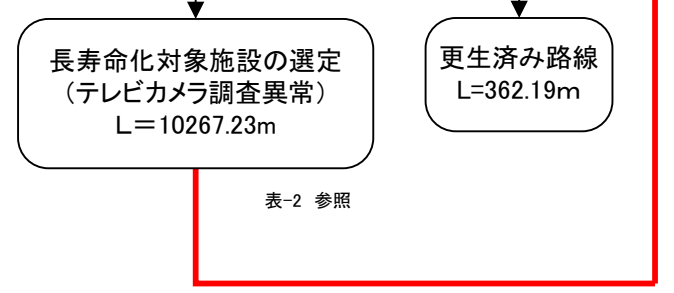 長寿命化対象施設の選定
（テレビカメラ調査異常）
Ｌ＝10267.23m
更生済み路線
L=362.19ｍ
表-2 参照